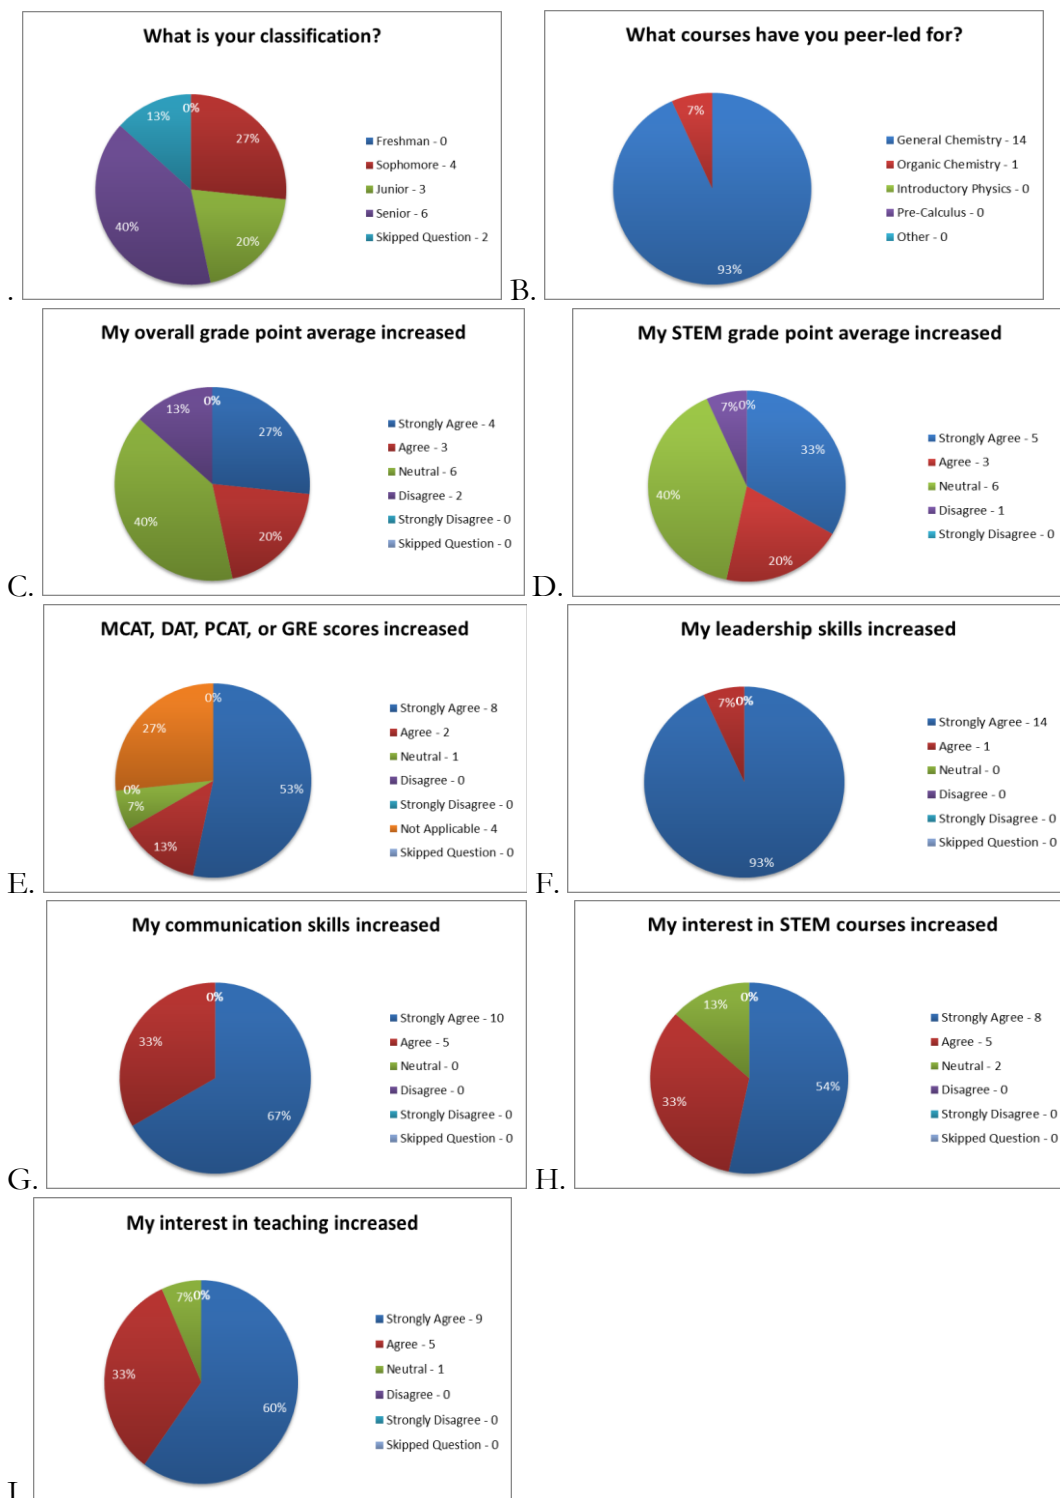 What is your classification?
0%
13%
27%
20%
40%
Freshman - 0
Sophomore - 4
Junior - 3
Senior - 6
Skipped Question - 2
.
What courses have you peer-led for?
7%
93%
General Chemistry - 14
Organic Chemistry - 1
Introductory Physics - 0
Pre-Calculus - 0
Other - 0
B.
My overall grade point average increased
0%
13%
27%
40%
20%
Strongly Agree - 4
Agree - 3
Neutral - 6
Disagree - 2
Strongly Disagree - 0
Skipped Question - 0
C.
My STEM grade point average increased
7%
0%
33%
40%
20%
Strongly Agree - 5
Agree - 3
Neutral - 6
Disagree - 1
Strongly Disagree - 0
D.
MCAT, DAT, PCAT, or GRE scores increased
0%
27%
0%
7%
53%
13%
Strongly Agree - 8
Agree - 2
Neutral - 1
Disagree - 0
Strongly Disagree - 0
Not Applicable - 4
Skipped Question - 0
E.
My leadership skills increased
7%
0%
93%
Strongly Agree - 14
Agree - 1
Neutral - 0
Disagree - 0
Strongly Disagree - 0
Skipped Question - 0
F.
My communication skills increased
0%
33%
67%
Strongly Agree - 10
Agree - 5
Neutral - 0
Disagree - 0
Strongly Disagree - 0
Skipped Question - 0
G.
My interest in STEM courses increased
0%
13%
54%
33%
Strongly Agree - 8
Agree - 5
Neutral - 2
Disagree - 0
Strongly Disagree - 0
Skipped Question - 0
H.
My interest in teaching increased
7%
0%
33%
60%
Strongly Agree - 9
Agree - 5
Neutral - 1
Disagree - 0
Strongly Disagree - 0
Skipped Question - 0
I